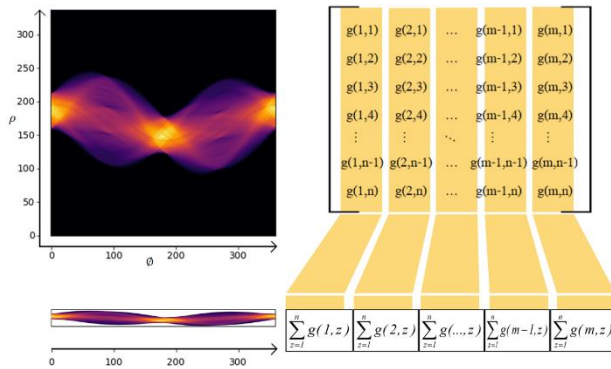 300
250
200
ρ
150
100
50
0
0 100 200 300
∅
0 100 200 300
g(1,1) g(2,1) ... g(m-1,1) g(m,1)
g(1,2) g(2,2) ... g(m-1,2) g(m,2)
g(1,3) g(2,3) ... g(m-1,3) g(m,3)
g(1,4) g(2,4) ... g(m-1,4) g(m,4)
⋮ ⋮ ⋱ ⋮ ⋮
g(1,n-1) g(2,n-1) ... g(m-1,n-1) g(m,n-1)
g(1,n) g(2,n) ... g(m-1,n) g(m,n)
n n n n n
∑ g(1,z) ∑ g(2,z) ∑ g(...,z) ∑ g(m-1,z) ∑ g(m,z)
z=1 z=1 z=1 z=1 z=1